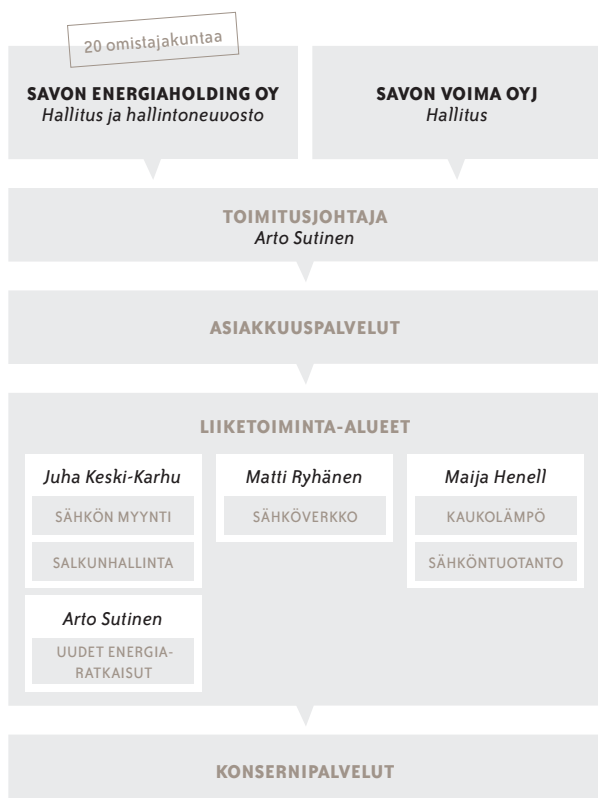 20 omistajakuntaa
SAVON ENERGIAHOLDING OY
Hallitus ja hallintoneuvosto
SAVON VOIMA OYJ
Hallitus
TOIMITUSJOHTAJA
Arto Sutinen
ASIAKKUUSPALVELUT
LIIKETOIMINTA-ALUEET
Juha Keski-Karhu
SÄHKÖN MYYNTI
SALKUNHALLINTA
Arto Sutinen
UUDET ENERGIA-
RATKAISUT
Matti Ryhänen
SÄHKÖVERKKO
Maija Henell
KAUKOLÄMPÖ
SÄHKÖNTUOTANTO
KONSERNIPALVELUT